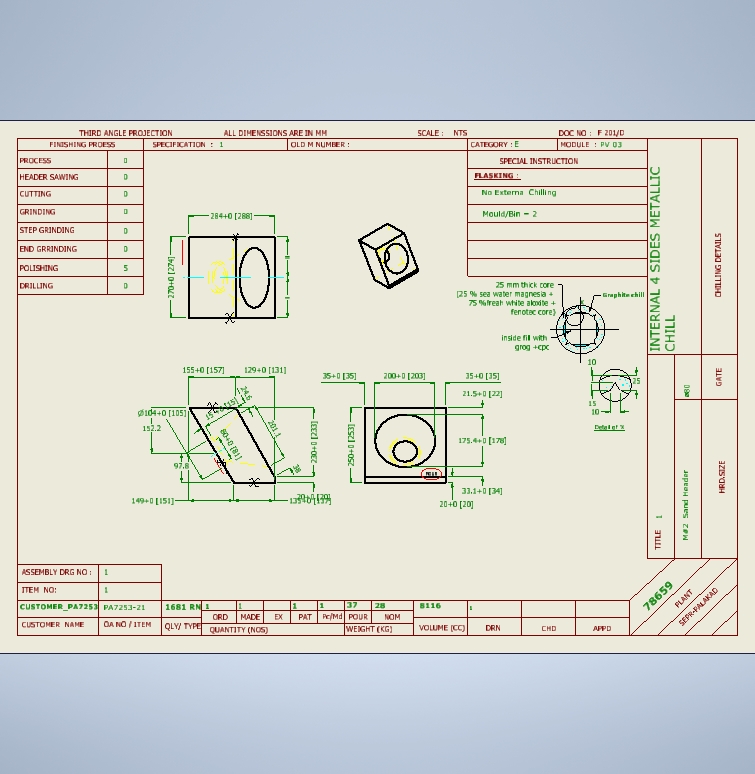 THIRD ANGLE PROJECTION ALL DIMENSSIONS ARE IN MM SCALE : NTS DOC NO : F 201/D
FINISHING PROESS SPECIFICATION : 1 QLD M NUMBER : CATEGORY : E MODULE : PV 03
PROCESS 0
HEADER SAWING 0
CUTTING 0
GRINDING 0
STEP GRINDING 0
END GRRINDING 0
POLISHING 5
DRILLING 0
SPECIAL INSTRUCTION
FLASKING :
No External Chilling
Mould/Bin = 2
INTERNAL 4 SIDES METALLIC
CHILL
CHILLING DETAILS
ø80
GATE
TITLE 1
M#2 Sand Header
HRD.SIZE
284+0 [288]
270+0 [274]
25 mm thick core
(25 % sea water magnesia +
75 %fresh white aloxite +
fenotec core)
Graphite chill
inside fill with
grog +cpc
10
25
15
10
155+0 [157] 129+0 [131]
24.6
Ø104+0 [105]
152.2
80+0 [81]
201.1
230+0 [233]
97.8
38
149+0 [151]
20+0 [20]
135+0 [137]
35+0 [35] 200+0 [203] 35+0 [35]
21.5+0 [22]
250+0 [253]
175.4+0 [178]
33.1+0 [34]
20+0 [20]
ASSEMBLY DRG NO : 1
ITEM NO: 1
CUSTOMER_PA7253 PA7253-21 1681 RN 1 1 1 1 37 28 8116 1
ORD MADE EX PAT Pc/Md POUR NOM
CUSTOMER NAME OA NO / ITEM QLY/ TYPE QUANTITY (NOS) WEIGHT (KG) VOLUME (CC) DRN CHD APPD
78659
PLANT
SEPR-PALAKAD